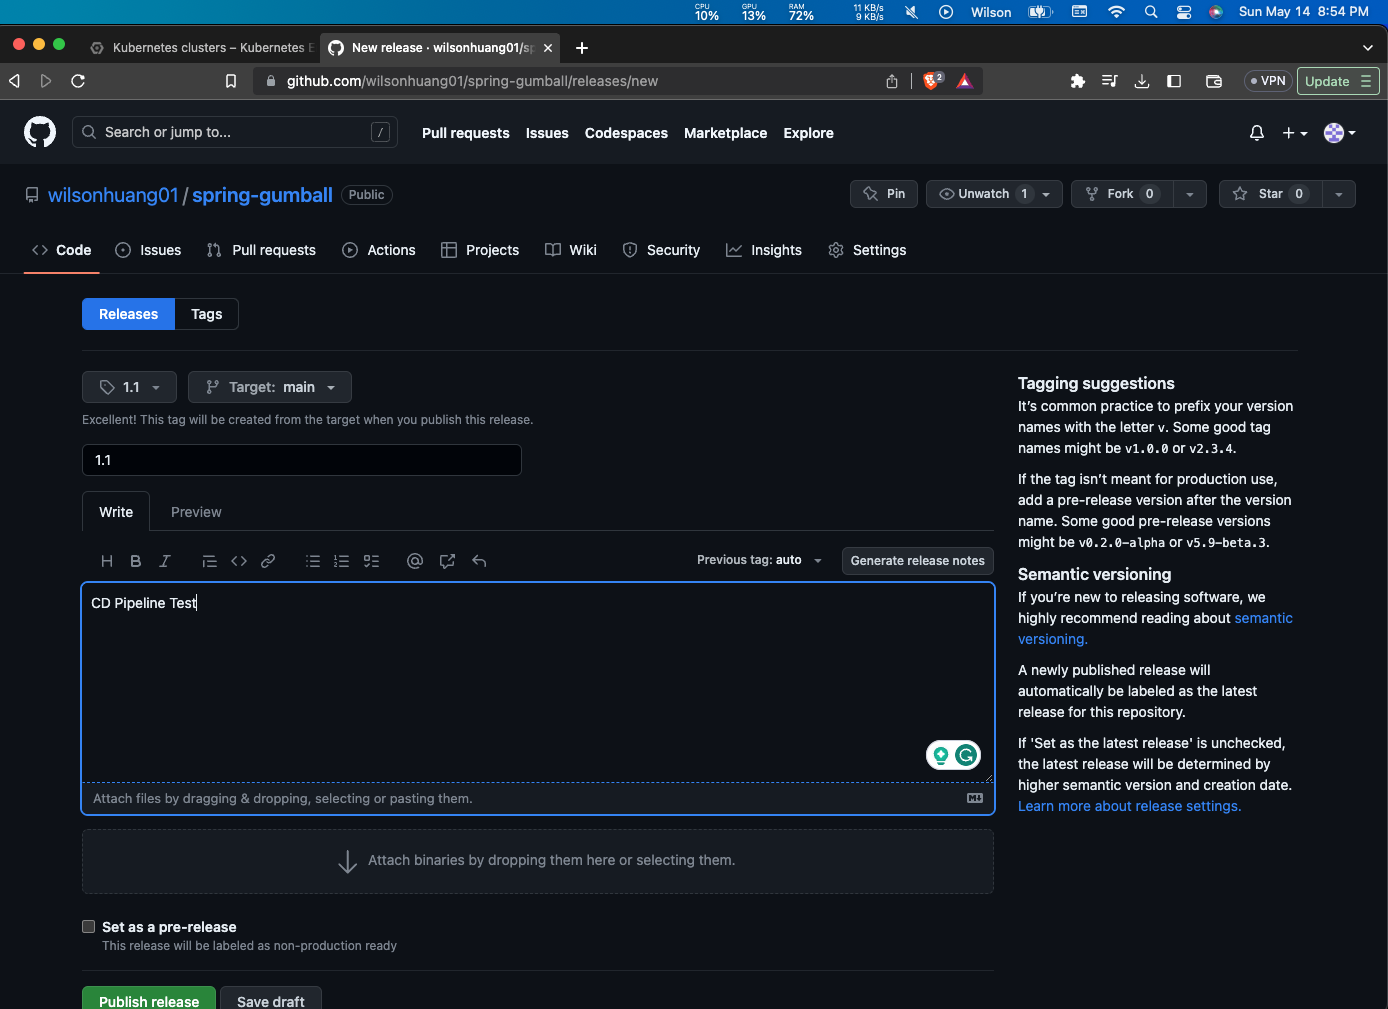 CPU 10% GPU 13% RAM 72% 11 KB/s 9 KB/s Wilson Sun May 14 8:54 PM
Kubernetes clusters – Kubernetes E New release · wilsonhuang01/sp
github.com/wilsonhuang01/spring-gumball/releases/new 2 VPN Update
Search or jump to... / Pull requests Issues Codespaces Marketplace Explore
wilsonhuang01 / spring-gumball Public Pin Unwatch 1 Fork 0 Star 0
Code Issues Pull requests Actions Projects Wiki Security Insights Settings
Releases Tags
1.1 Target: main
Excellent! This tag will be created from the target when you publish this release.
1.1
Write Preview
H B I Previous tag: auto Generate release notes
CD Pipeline Test
Attach files by dragging & dropping, selecting or pasting them.
Attach binaries by dropping them here or selecting them.
Set as a pre-release
This release will be labeled as non-production ready
Publish release Save draft
Tagging suggestions
It's common practice to prefix your version
names with the letter v. Some good tag
names might be v1.0.0 or v2.3.4.
If the tag isn't meant for production use,
add a pre-release version after the version
name. Some good pre-release versions
might be v0.2.0-alpha or v5.9-beta.3.
Semantic versioning
If you're new to releasing software, we
highly recommend reading about semantic
versioning.
A newly published release will
automatically be labeled as the latest
release for this repository.
If 'Set as the latest release' is unchecked,
the latest release will be determined by
higher semantic version and creation date.
Learn more about release settings.